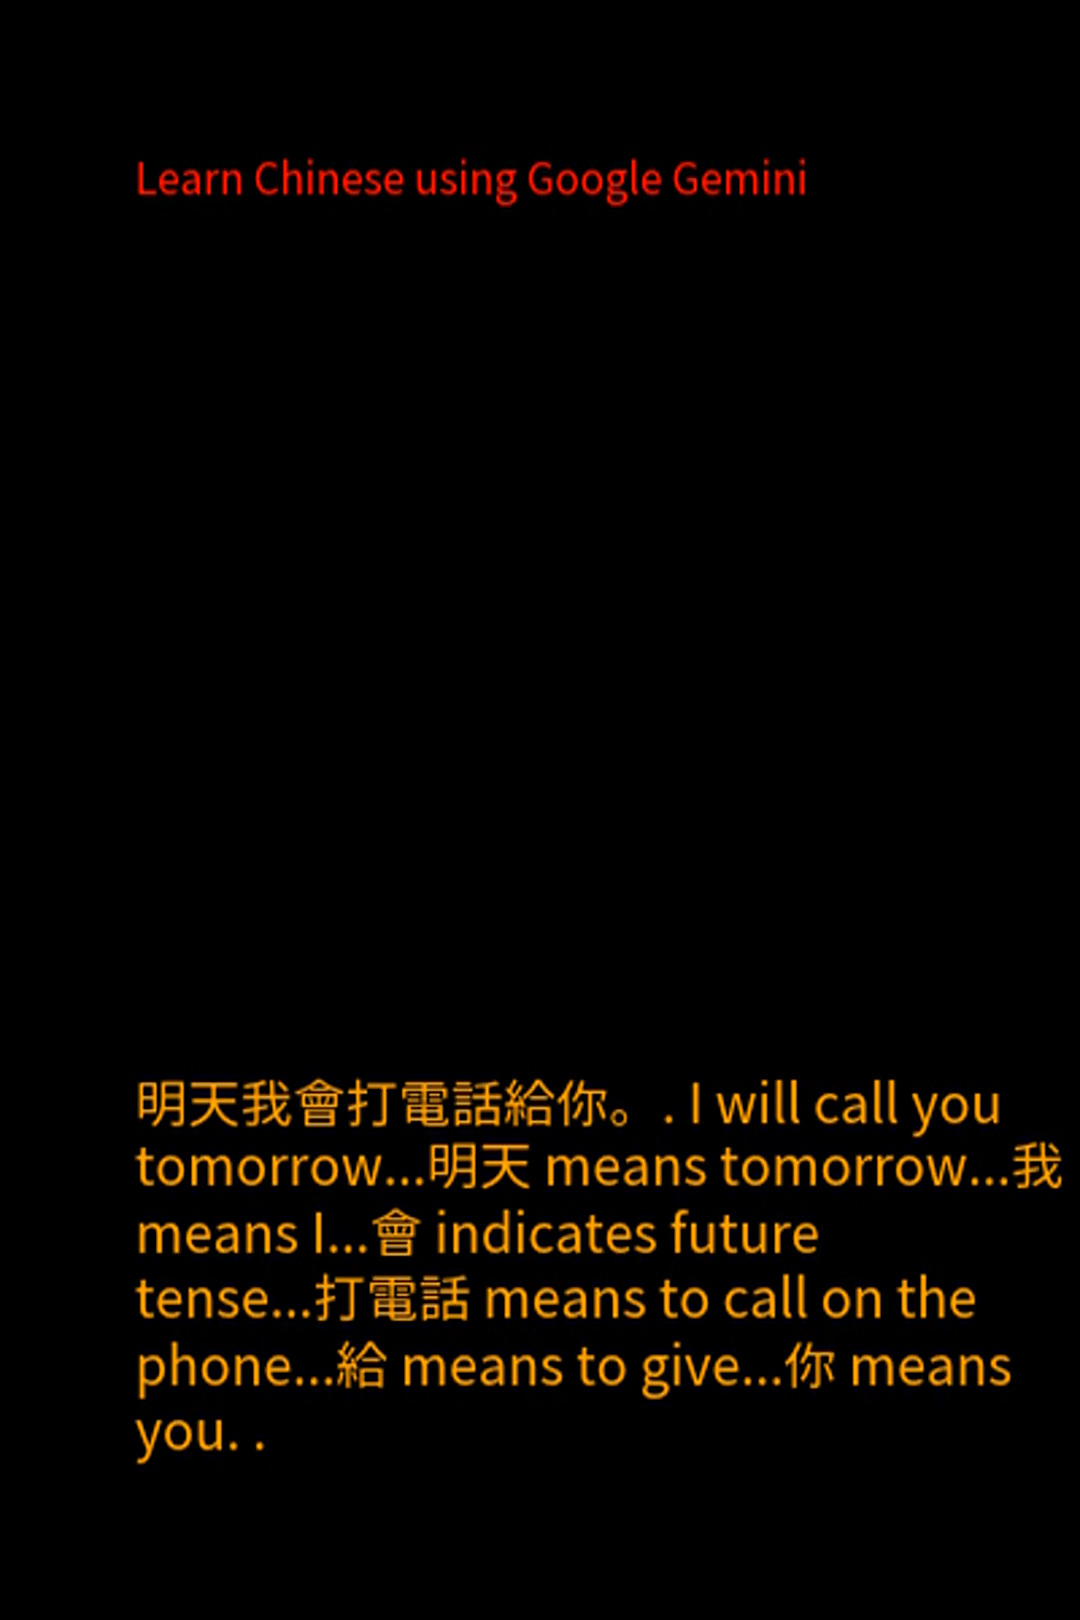 Learn Chinese using Google Gemini
明天我會打電話給你。. I will call you
tomorrow...明天 means tomorrow...我
means I...會 indicates future
tense...打電話 means to call on the
phone...給 means to give...你 means
you. .